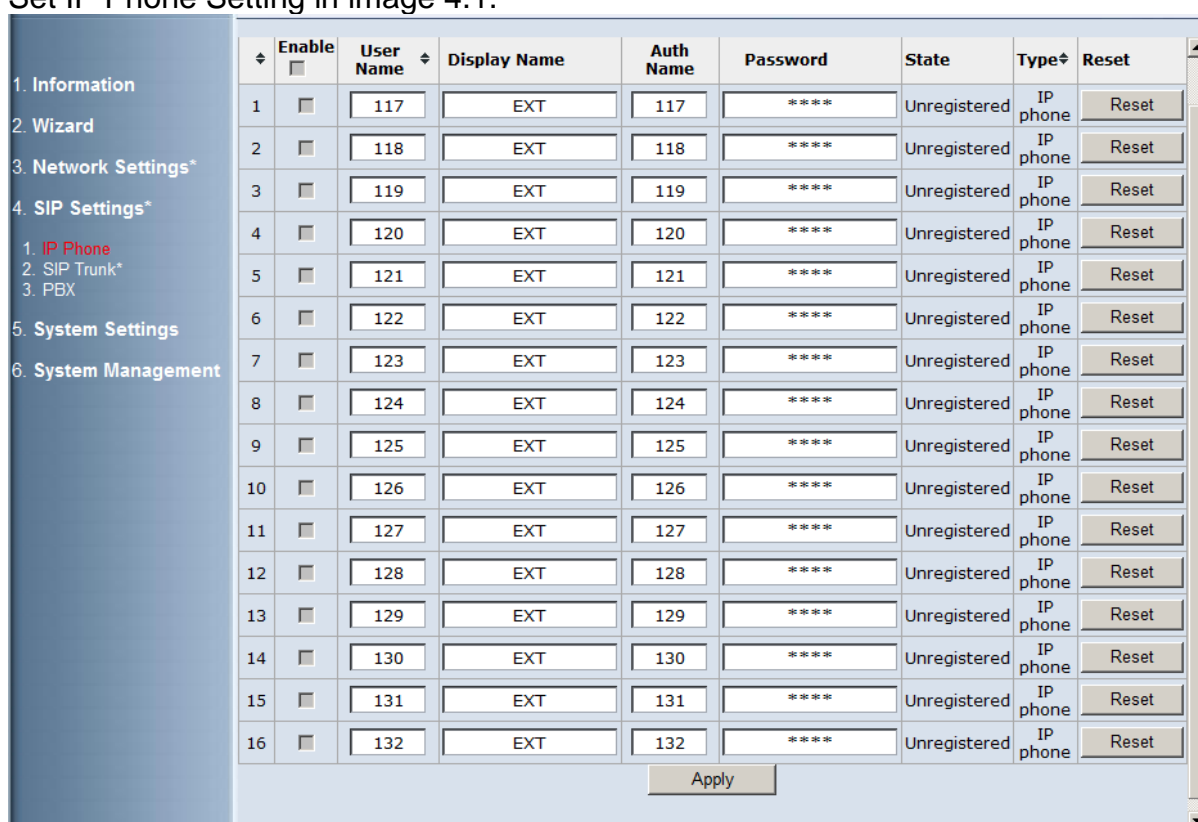 Set IP Phone Setting in image 4.1.
1. Information
2. Wizard
3. Network Settings*
4. SIP Settings*
1. IP Phone
2. SIP Trunk*
3. PBX
5. System Settings
6. System Management
Enable User Name Display Name Auth Name Password State Type Reset
1 117 EXT 117 **** Unregistered IP phone Reset
2 118 EXT 118 **** Unregistered IP phone Reset
3 119 EXT 119 **** Unregistered IP phone Reset
4 120 EXT 120 **** Unregistered IP phone Reset
5 121 EXT 121 **** Unregistered IP phone Reset
6 122 EXT 122 **** Unregistered IP phone Reset
7 123 EXT 123 **** Unregistered IP phone Reset
8 124 EXT 124 **** Unregistered IP phone Reset
9 125 EXT 125 **** Unregistered IP phone Reset
10 126 EXT 126 **** Unregistered IP phone Reset
11 127 EXT 127 **** Unregistered IP phone Reset
12 128 EXT 128 **** Unregistered IP phone Reset
13 129 EXT 129 **** Unregistered IP phone Reset
14 130 EXT 130 **** Unregistered IP phone Reset
15 131 EXT 131 **** Unregistered IP phone Reset
16 132 EXT 132 **** Unregistered IP phone Reset
Apply